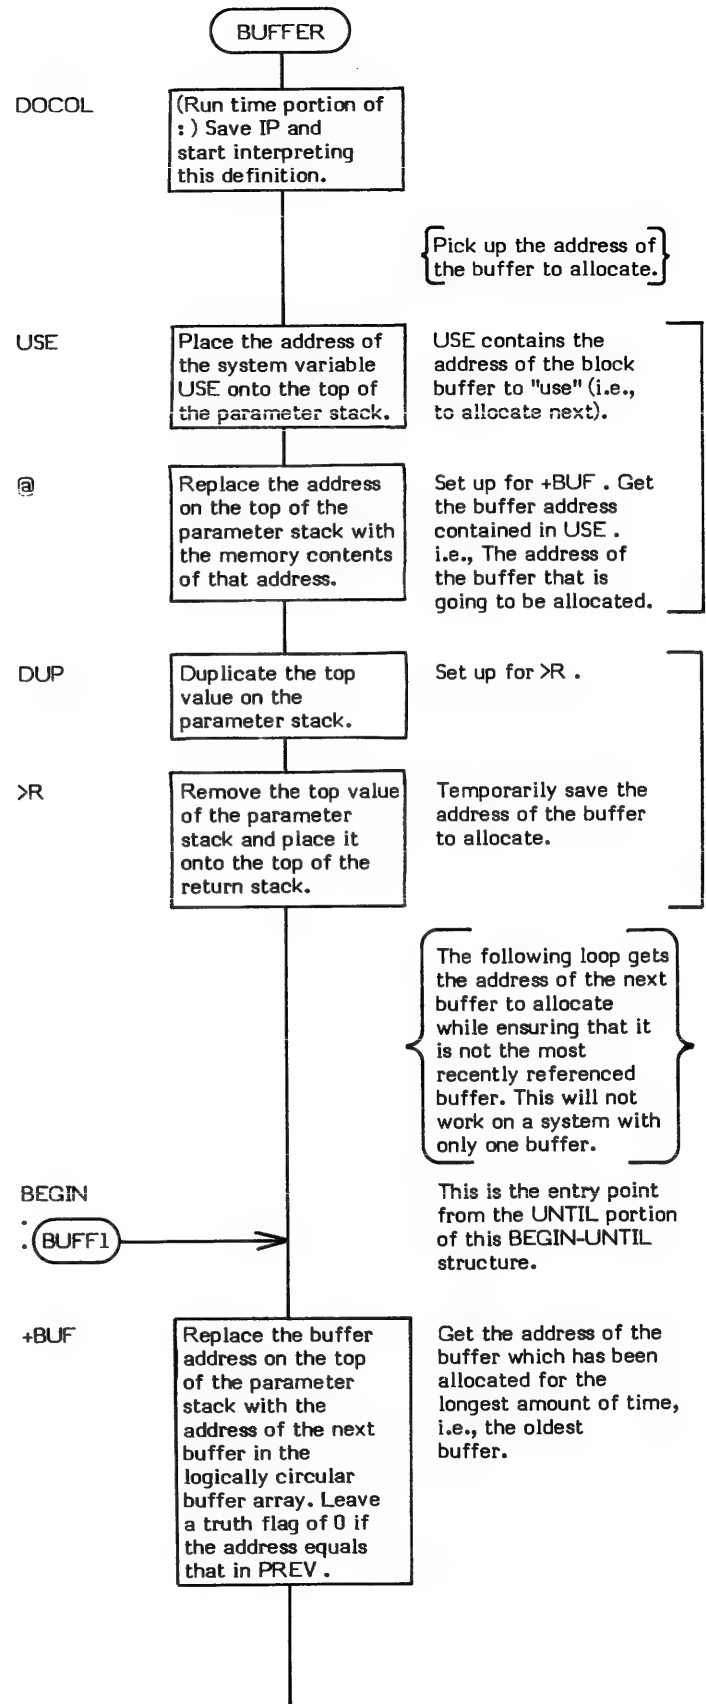 BUFFER
DOCOL
(Run time portion of
: ) Save IP and
start interpreting
this definition.
Pick up the address of
the buffer to allocate.
USE
Place the address of
the system variable
USE onto the top of
the parameter stack.
USE contains the
address of the block
buffer to "use" (i.e.,
to allocate next).
@
Replace the address
on the top of the
parameter stack with
the memory contents
of that address.
Set up for +BUF . Get
the buffer address
contained in USE .
i.e., The address of
the buffer that is
going to be allocated.
DUP
Duplicate the top
value on the
parameter stack.
Set up for >R .
>R
Remove the top value
of the parameter
stack and place it
onto the top of the
return stack.
Temporarily save the
address of the buffer
to allocate.
The following loop gets
the address of the next
buffer to allocate
while ensuring that it
is not the most
recently referenced
buffer. This will not
work on a system with
only one buffer.
BEGIN
: BUFF1
This is the entry point
from the UNTIL portion
of this BEGIN-UNTIL
structure.
+BUF
Replace the buffer
address on the top
of the parameter
stack with the
address of the next
buffer in the
logically circular
buffer array. Leave
a truth flag of 0 if
the address equals
that in PREV .
Get the address of the
buffer which has been
allocated for the
longest amount of time,
i.e., the oldest
buffer.